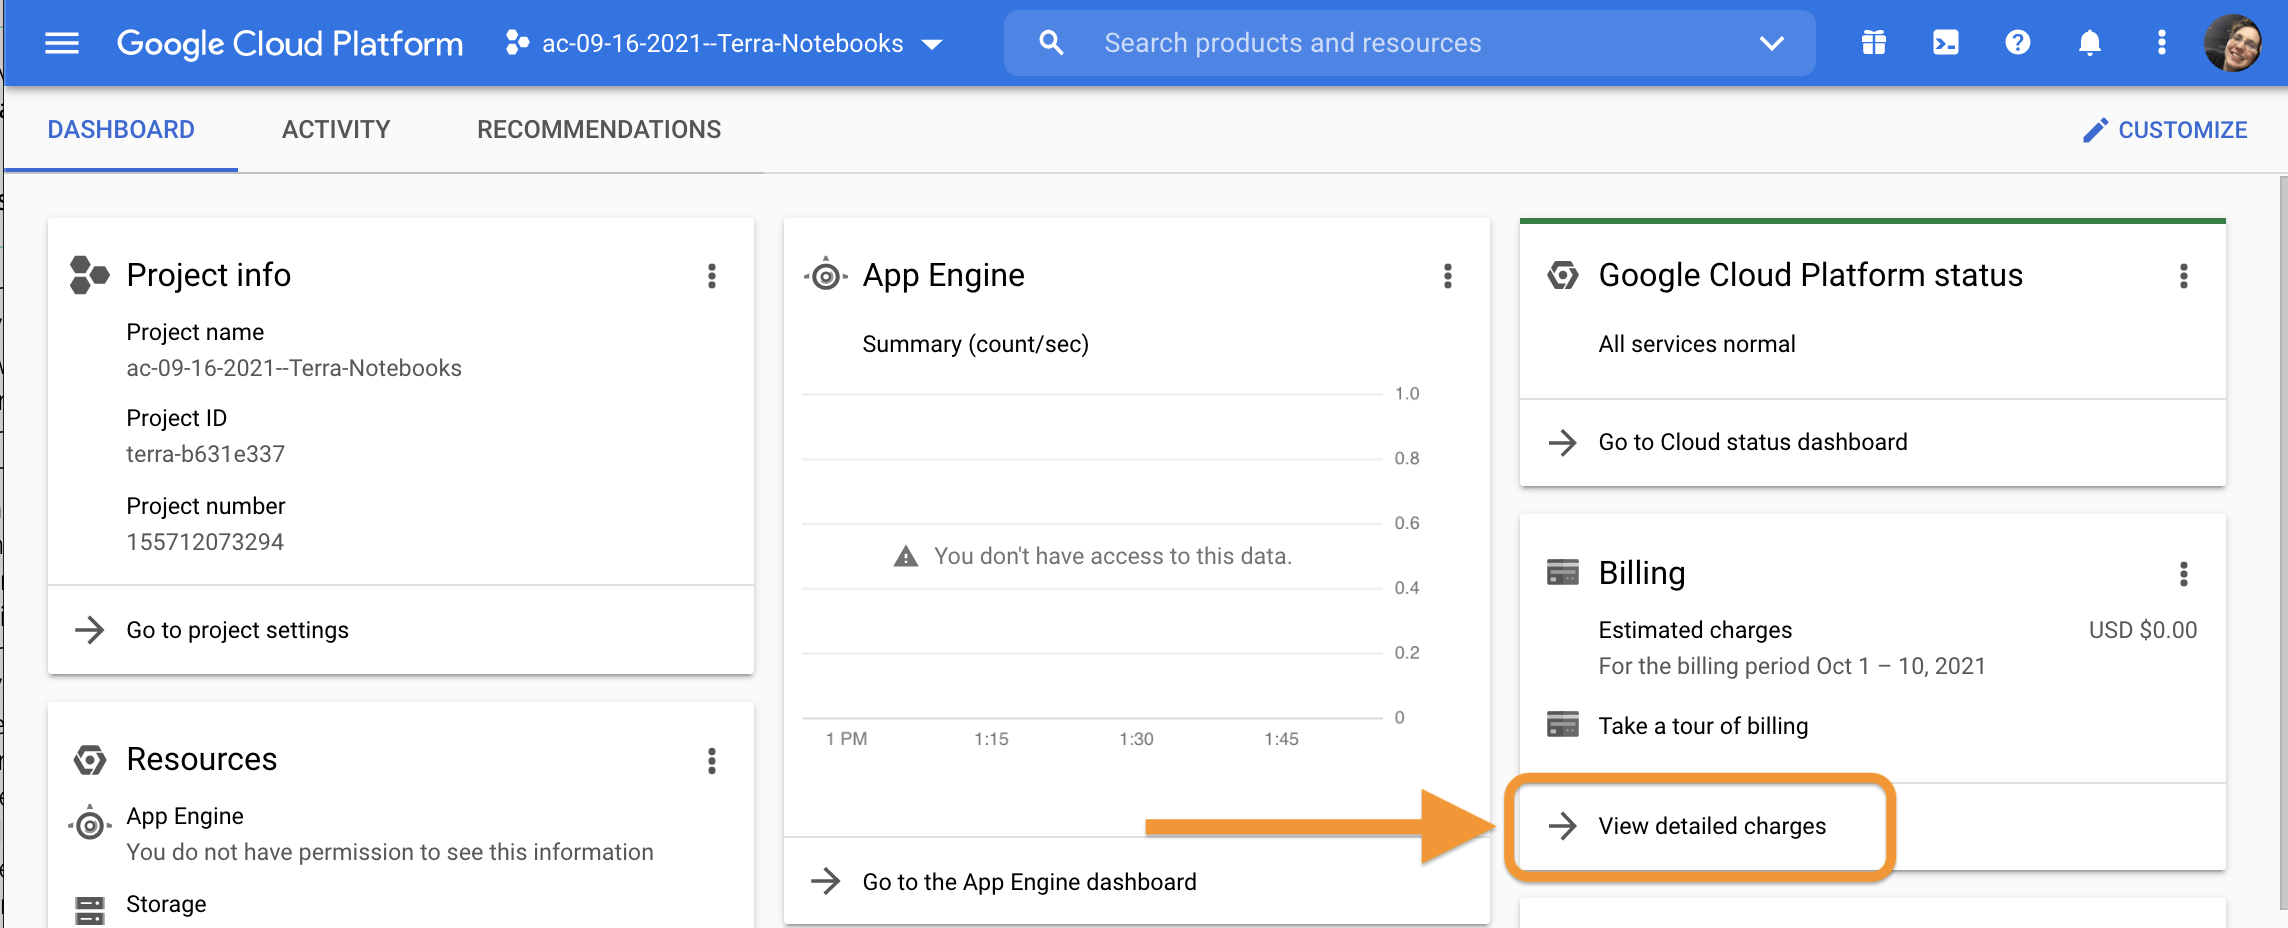 Google Cloud Platform
ac-09-16-2021--Terra-Notebooks
Search products and resources
DASHBOARD
ACTIVITY
RECOMMENDATIONS
CUSTOMIZE
Project info
Project name
ac-09-16-2021--Terra-Notebooks
Project ID
terra-b631e337
Project number
155712073294
Go to project settings
Resources
App Engine
You do not have permission to see this information
Storage
App Engine
Summary (count/sec)
1.0
0.8
0.6
You don't have access to this data.
0.4
0.2
0
1 PM 1:15 1:30 1:45
Go to the App Engine dashboard
Google Cloud Platform status
All services normal
Go to Cloud status dashboard
Billing
Estimated charges USD $0.00
For the billing period Oct 1 – 10, 2021
Take a tour of billing
View detailed charges